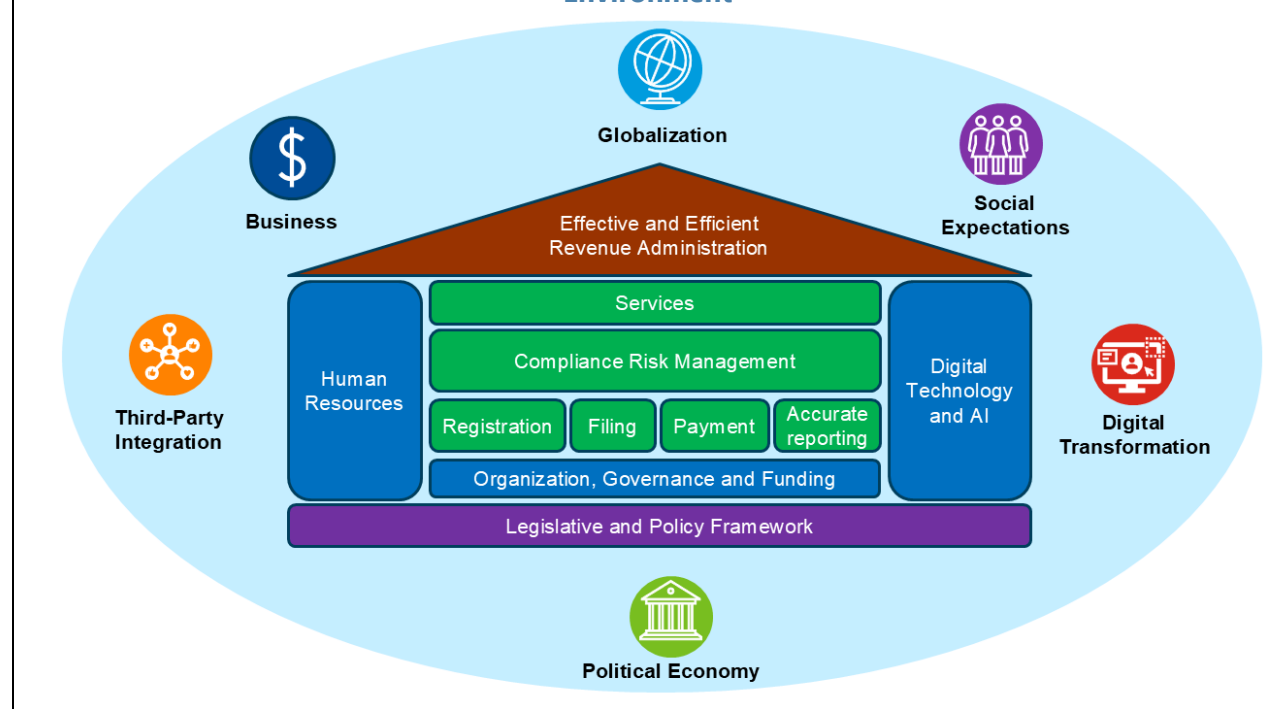 Environment
Globalization
Business
Social
Expectations
Effective and Efficient
Revenue Administration
Services
Compliance Risk Management
Human
Resources
Digital
Technology
and AI
Registration
Filing
Payment
Accurate
reporting
Organization, Governance and Funding
Legislative and Policy Framework
Third-Party
Integration
Digital
Transformation
Political Economy